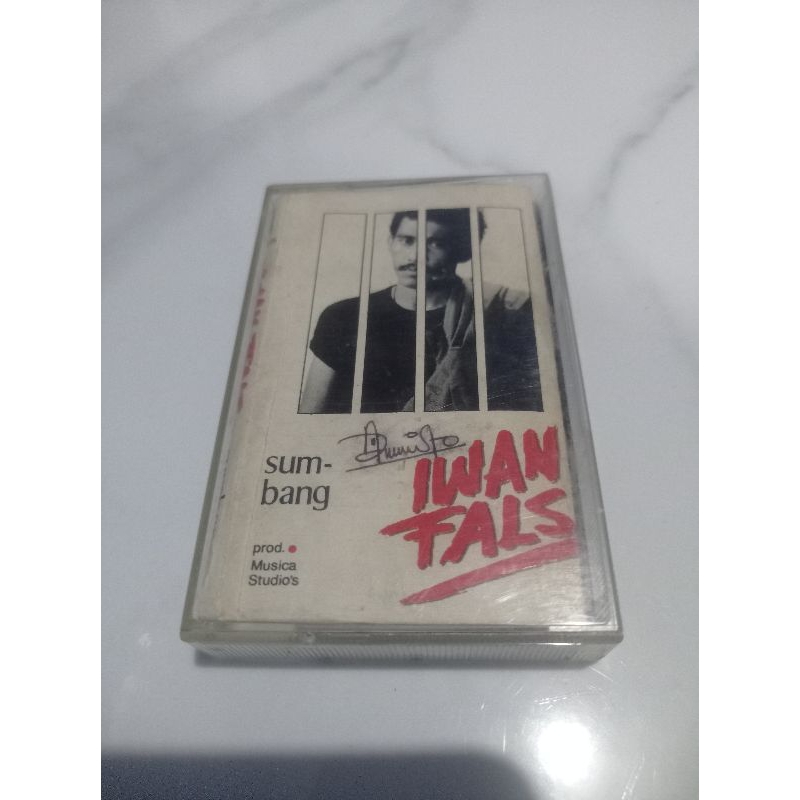 sum-
bang
IWAN
FALS
prod.
Musica
Studio's